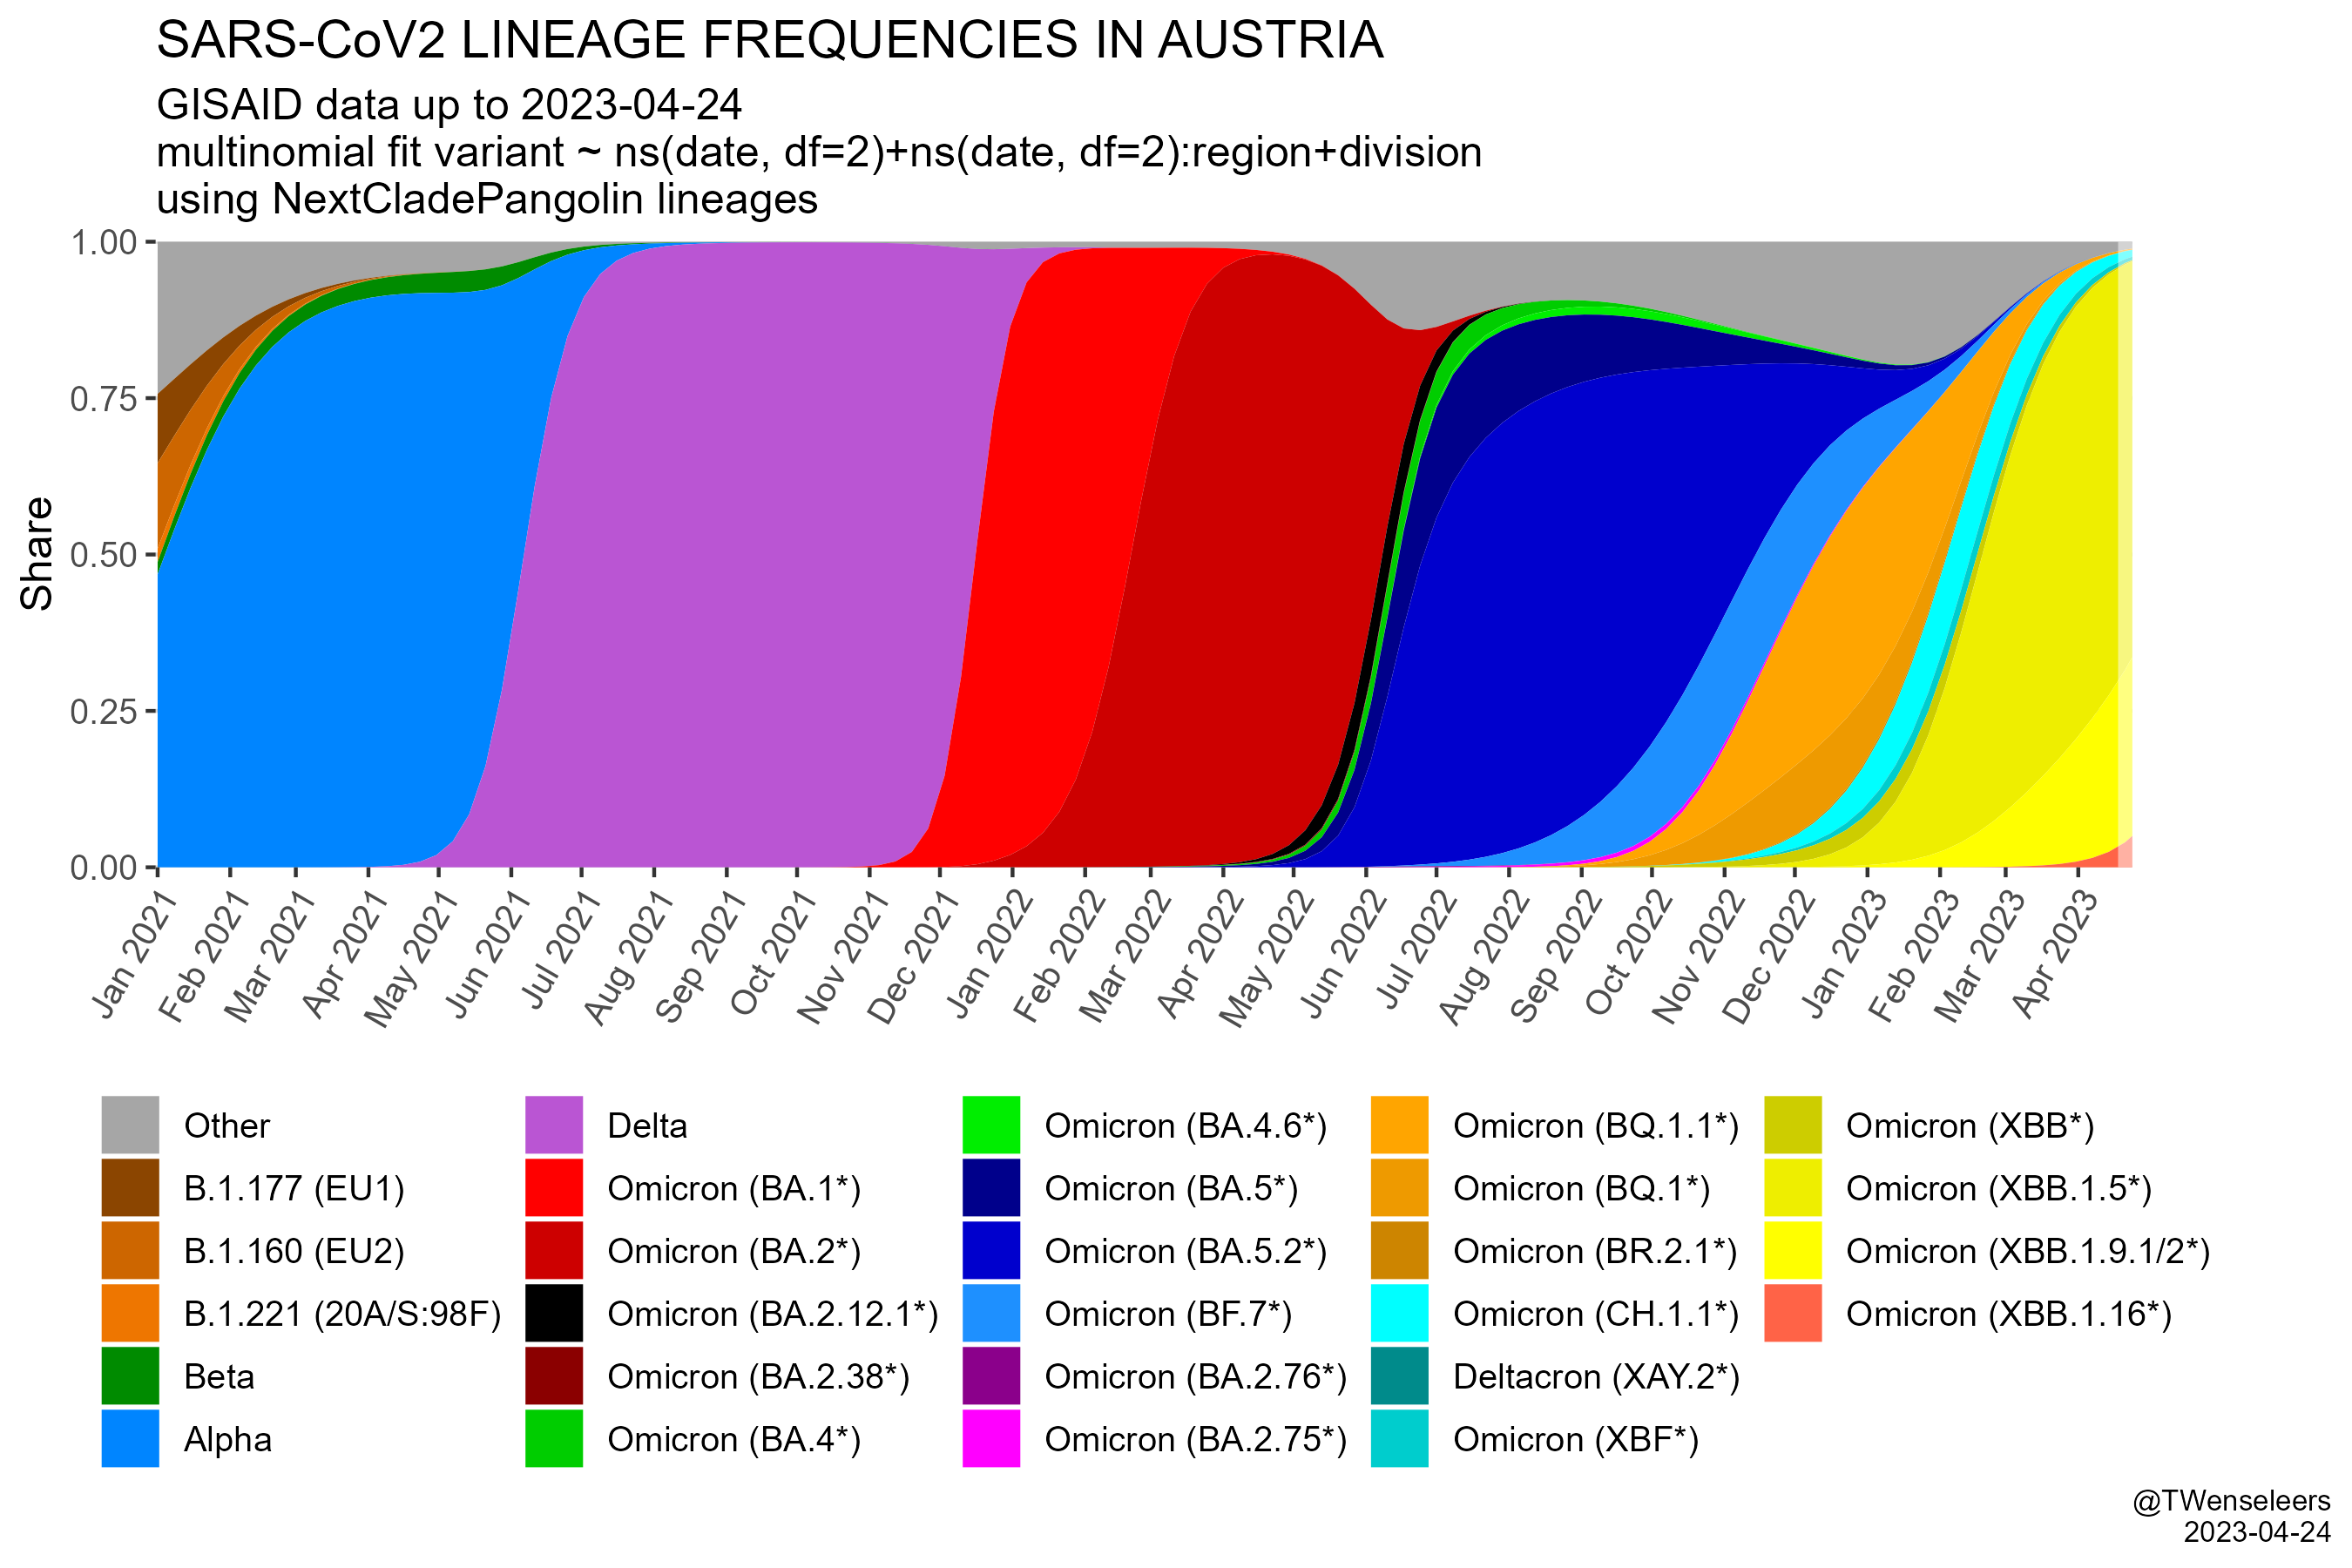 SARS-CoV2 LINEAGE FREQUENCIES IN AUSTRIA
GISAID data up to 2023-04-24
multinomial fit variant ~ ns(date, df=2)+ns(date, df=2):region+division
using NextCladePangolin lineages
Share
1.00
0.75
0.50
0.25
0.00
Jan 2021
Feb 2021
Mar 2021
Apr 2021
May 2021
Jun 2021
Jul 2021
Aug 2021
Sep 2021
Oct 2021
Nov 2021
Dec 2021
Jan 2022
Feb 2022
Mar 2022
Apr 2022
May 2022
Jun 2022
Jul 2022
Aug 2022
Sep 2022
Oct 2022
Nov 2022
Dec 2022
Jan 2023
Feb 2023
Mar 2023
Apr 2023
Other
B.1.177 (EU1)
B.1.160 (EU2)
B.1.221 (20A/S:98F)
Beta
Alpha
Delta
Omicron (BA.1*)
Omicron (BA.2*)
Omicron (BA.2.12.1*)
Omicron (BA.2.38*)
Omicron (BA.4*)
Omicron (BA.4.6*)
Omicron (BA.5*)
Omicron (BA.5.2*)
Omicron (BF.7*)
Omicron (BA.2.76*)
Omicron (BA.2.75*)
Omicron (BQ.1.1*)
Omicron (BQ.1*)
Omicron (BR.2.1*)
Omicron (CH.1.1*)
Deltacron (XAY.2*)
Omicron (XBF*)
Omicron (XBB*)
Omicron (XBB.1.5*)
Omicron (XBB.1.9.1/2*)
Omicron (XBB.1.16*)
@TWenseleers
2023-04-24